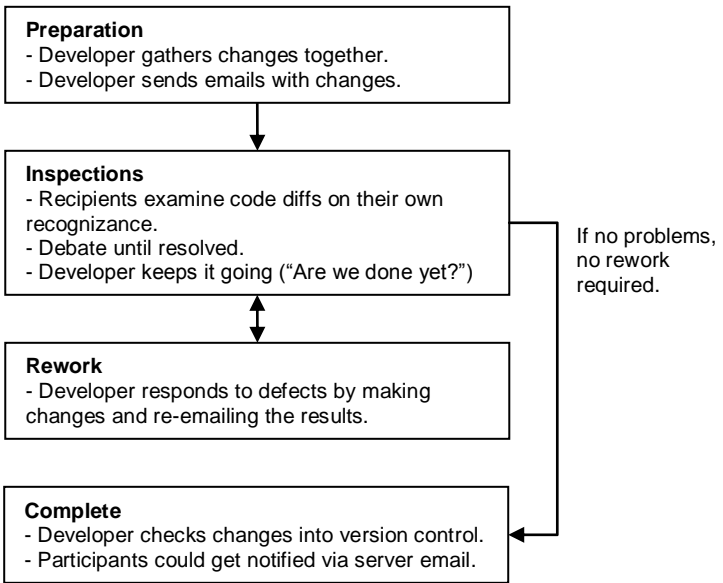 Preparation
- Developer gathers changes together.
- Developer sends emails with changes.
Inspections
- Recipients examine code diffs on their own
recognizance.
- Debate until resolved.
- Developer keeps it going (“Are we done yet?”)
If no problems,
no rework
required.
Rework
- Developer responds to defects by making
changes and re-emailing the results.
Complete
- Developer checks changes into version control.
- Participants could get notified via server email.